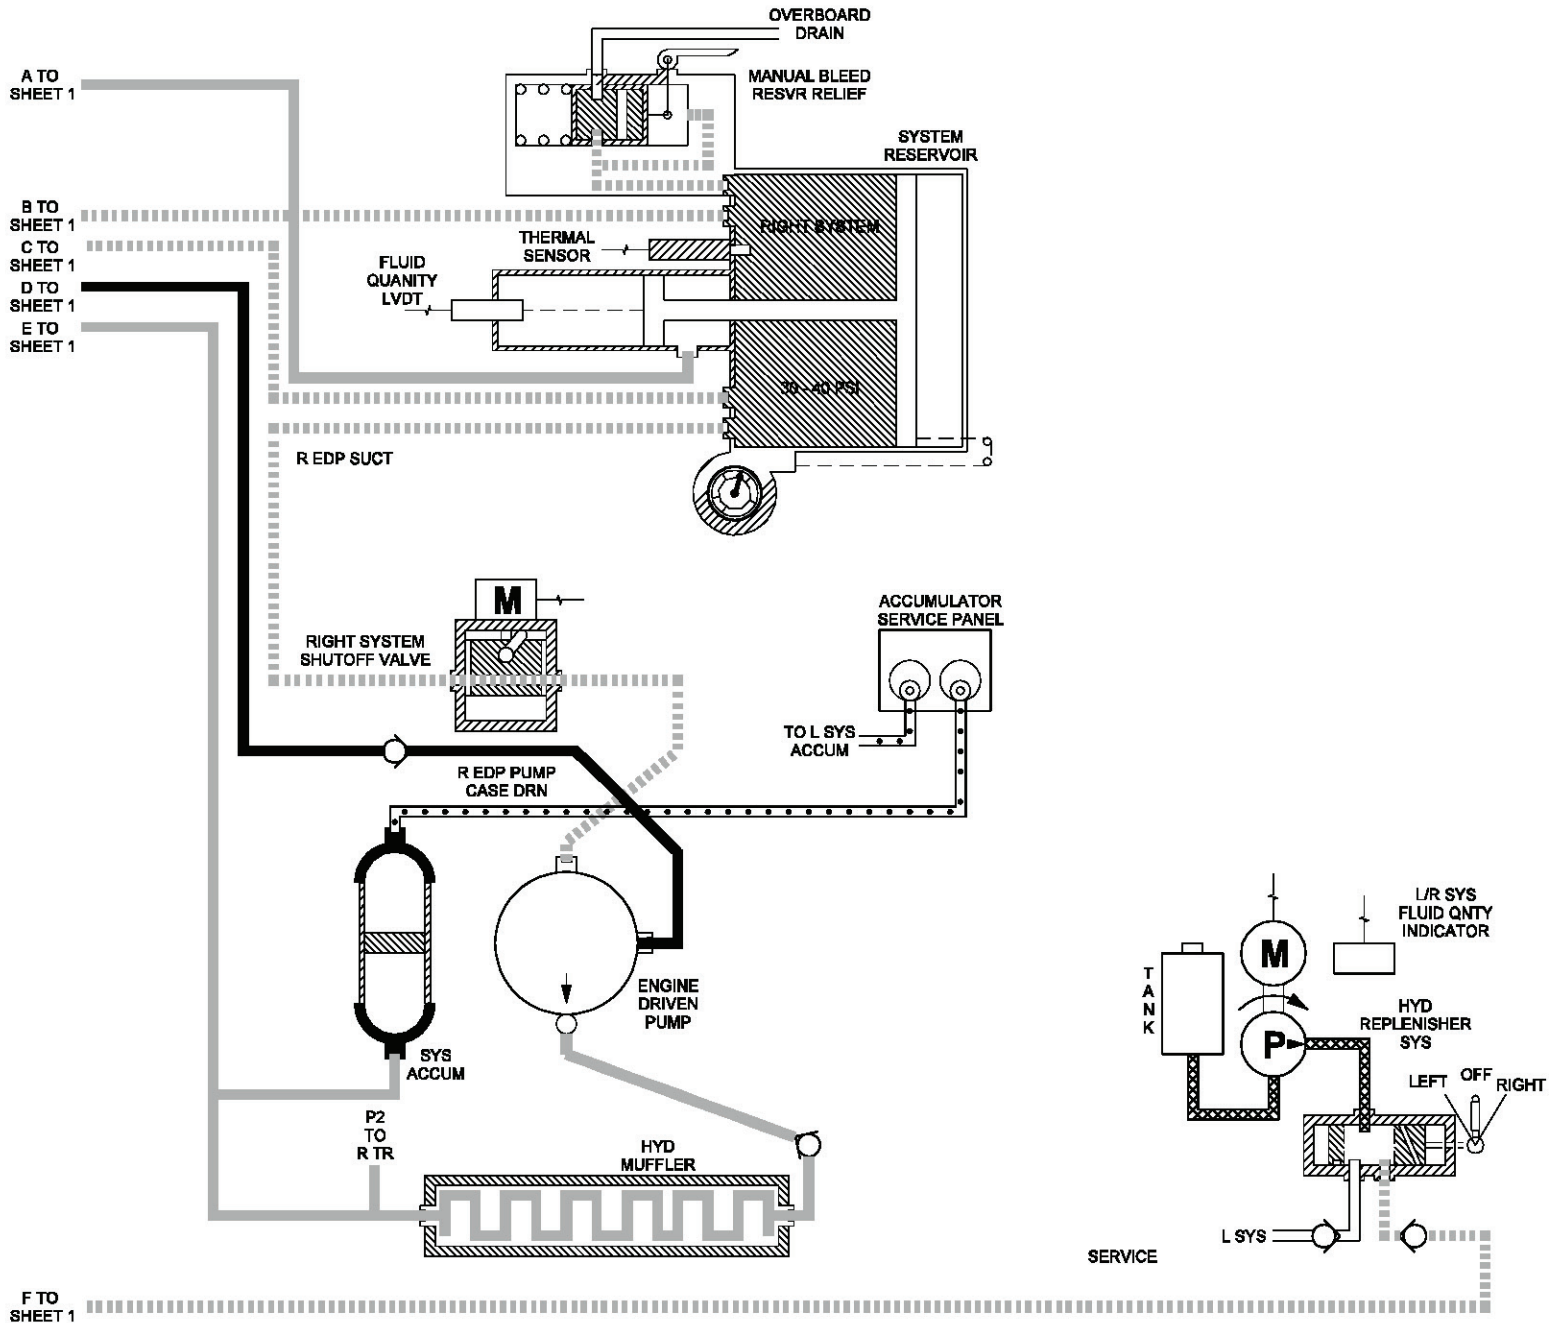 OVERBOARD
DRAIN
A TO
SHEET 1
MANUAL BLEED
RESVR RELIEF
SYSTEM
RESERVOIR
B TO
SHEET 1
RIGHT SYSTEM
C TO
SHEET 1
THERMAL
SENSOR
FLUID
QUANITY
LVDT
D TO
SHEET 1
E TO
SHEET 1
30 - 40 PSI
R EDP SUCT
M
ACCUMULATOR
SERVICE PANEL
RIGHT SYSTEM
SHUTOFF VALVE
TO L SYS
ACCUM
R EDP PUMP
CASE DRN
L/R SYS
FLUID QNTY
INDICATOR
M
TANK
ENGINE
DRIVEN
PUMP
HYD
REPLENISHER
SYS
P
SYS
ACCUM
LEFT
OFF
RIGHT
P2
TO
R TR
HYD
MUFFLER
L SYS
SERVICE
F TO
SHEET 1